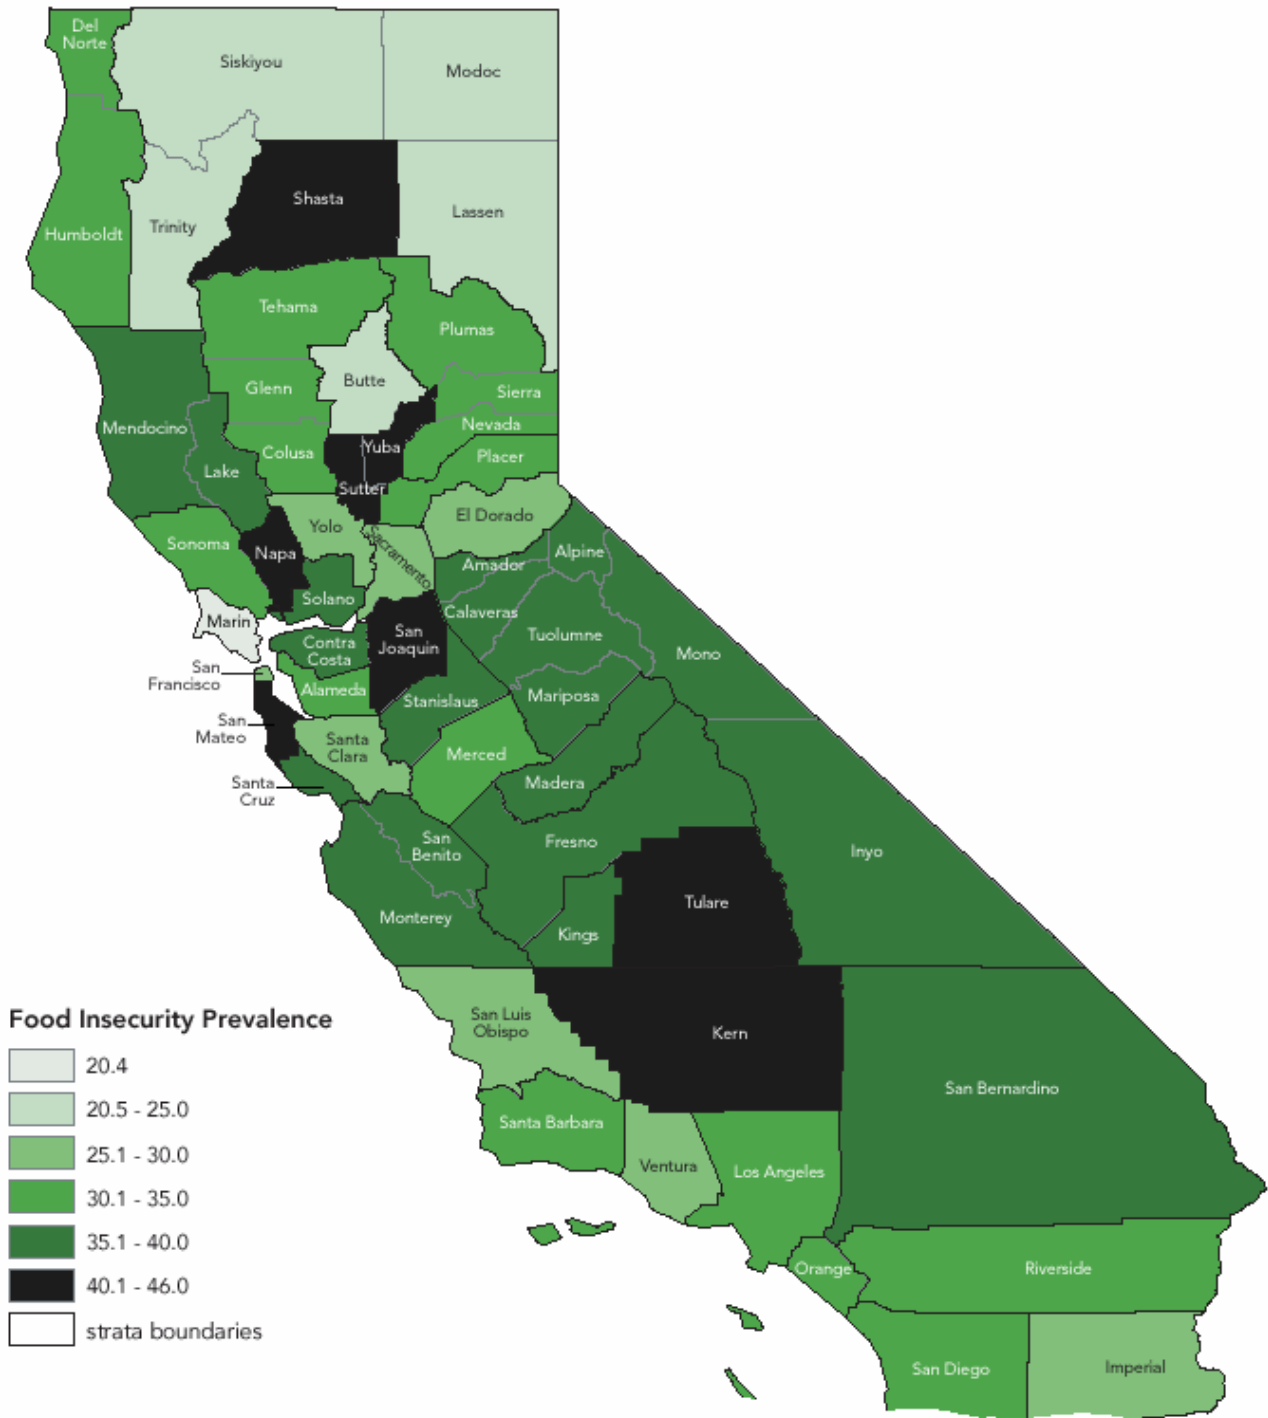 Del
Norte
Siskiyou
Modoc
Shasta
Lassen
Trinity
Humboldt
Tehama
Plumas
Butte
Glenn
Sierra
Nevada
Mendocino
Yuba
Colusa
Placer
Lake
Sutter
El Dorado
Yolo
Sonoma
Sacramento
Napa
Alpine
Amador
Solano
Calaveras
Marin
San
Joaquin
Tuolumne
Contra
Costa
Mono
San
Francisco
Alameda
Stanislaus
Mariposa
San
Mateo
Santa
Clara
Merced
Santa
Cruz
Madera
San
Benito
Fresno
Inyo
Tulare
Monterey
Kings
San Luis
Obispo
Kern
San Bernardino
Santa Barbara
Ventura
Los Angeles
Orange
Riverside
San Diego
Imperial
Food Insecurity Prevalence
20.4
20.5 - 25.0
25.1 - 30.0
30.1 - 35.0
35.1 - 40.0
40.1 - 46.0
strata boundaries